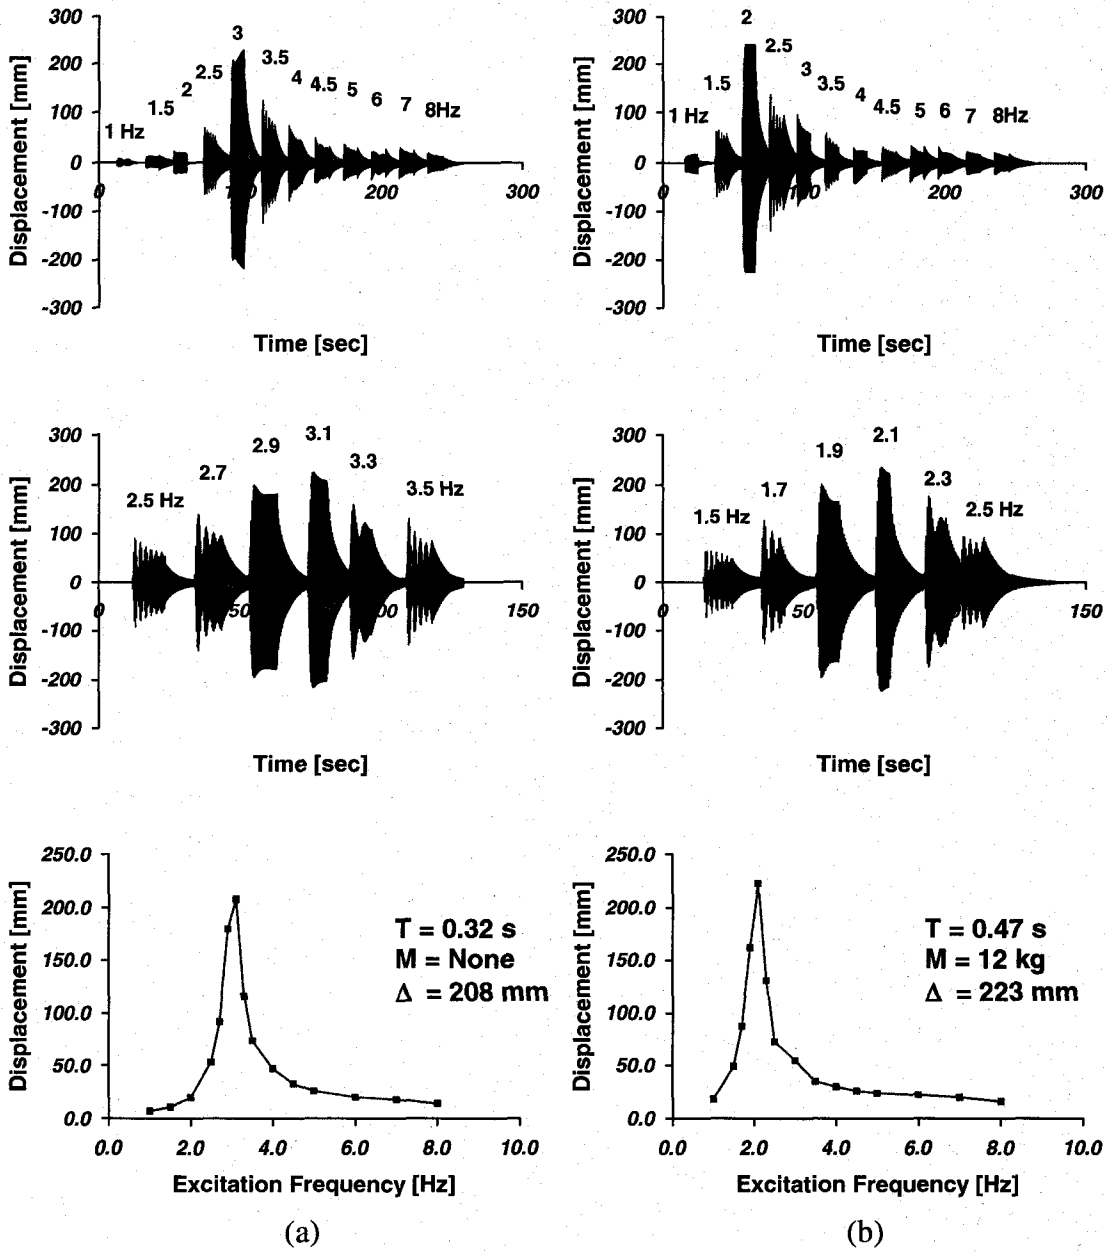 300
200
100
0
-100
-200
-300
Displacement [mm]
1 Hz
1.5
2
2.5
3
3.5
4
4.5
5
6
7
8Hz
0
200
300
Time [sec]
300
200
100
0
-100
-200
-300
Displacement [mm]
1 Hz
1.5
2
2.5
3
3.5
4
4.5
5
6
7
8Hz
0
200
300
Time [sec]
300
200
100
0
-100
-200
-300
Displacement [mm]
2.5 Hz
2.7
2.9
3.1
3.3
3.5 Hz
0
150
Time [sec]
300
200
100
0
-100
-200
-300
Displacement [mm]
1.5 Hz
1.7
1.9
2.1
2.3
2.5 Hz
0
50
150
Time [sec]
250.0
200.0
150.0
100.0
50.0
0.0
Displacement [mm]
T = 0.32 s
M = None
Δ = 208 mm
0.0 2.0 4.0 6.0 8.0 10.0
Excitation Frequency [Hz]
(a)
250.0
200.0
150.0
100.0
50.0
0.0
Displacement [mm]
T = 0.47 s
M = 12 kg
Δ = 223 mm
0.0 2.0 4.0 6.0 8.0 10.0
Excitation Frequency [Hz]
(b)